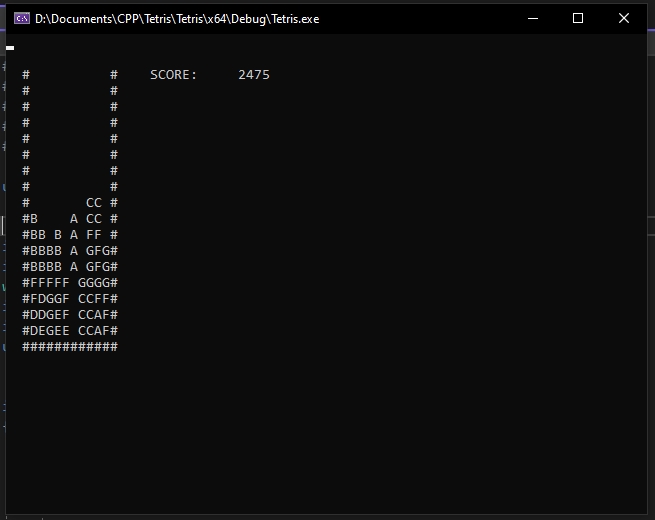 D:\Documents\CPP\Tetris\Tetris\x64\Debug\Tetris.exe
#          #    SCORE:     2475
#          #
#          #
#          #
#          #
#          #
#          #
#          #
#       CC #
#B    A CC #
#BB B A FF #
#BBBB A GFG#
#BBBB A GFG#
#FFFFF GGGG#
#FDGGF CCFF#
#DDGEF CCAF#
#DEGEE CCAF#
############